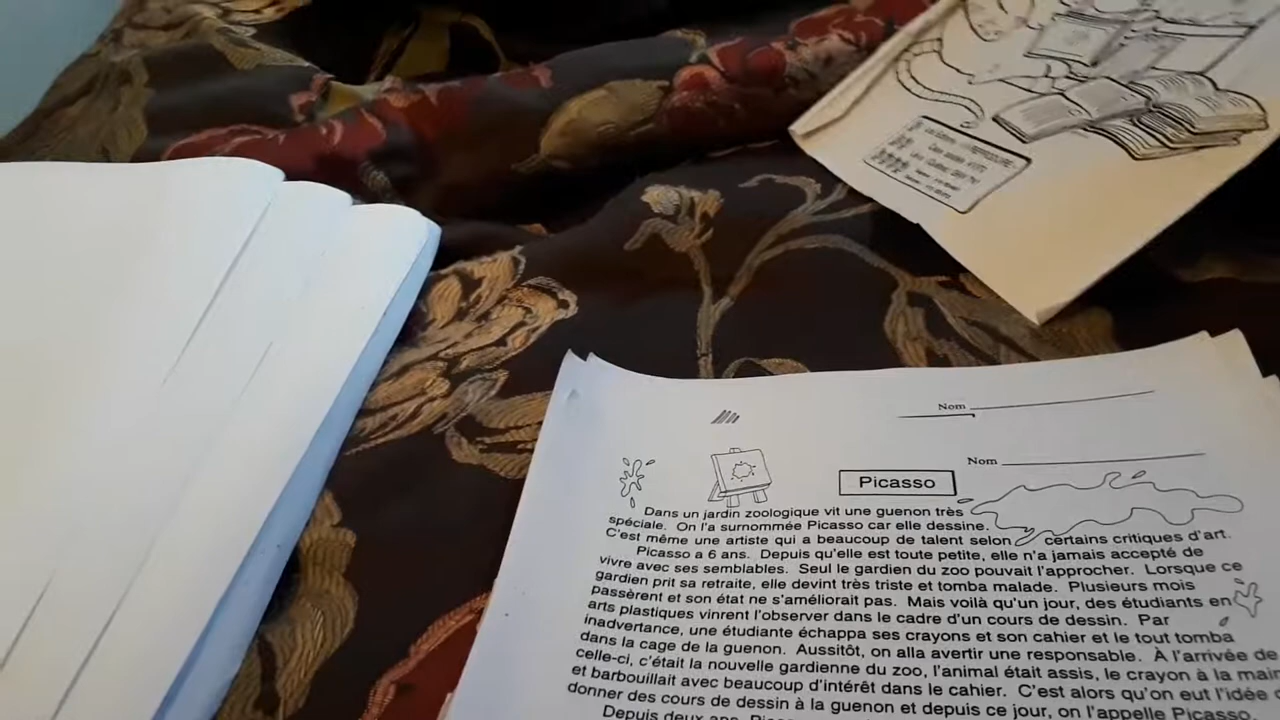 Nom
Nom
Picasso
Dans un jardin zoologique vit une guenon très
spéciale. On l'a surnommée Picasso car elle dessine.
C'est même une artiste qui a beaucoup de talent selon certains critiques d'art.
Picasso a 6 ans. Depuis qu'elle est toute petite, elle n'a jamais accepté de
vivre avec ses semblables. Seul le gardien du zoo pouvait l'approcher. Lorsque ce
gardien prit sa retraite, elle devint très triste et tomba malade. Plusieurs mois
passèrent et son état ne s'améliorait pas. Mais voilà qu'un jour, des étudiants en
arts plastiques vinrent l'observer dans le cadre d'un cours de dessin. Par
inadvertance, une étudiante échappa ses crayons et son cahier et le tout tomba
dans la cage de la guenon. Aussitôt, on alla avertir une responsable. À l'arrivée de
celle-ci, c'était la nouvelle gardienne du zoo, l'animal était assis, le crayon à la main
et barbouillait avec beaucoup d'intérêt dans le cahier. C'est alors qu'on eut l'idée
donner des cours de dessin à la guenon et depuis ce jour, on l'appelle Picasso.
Depuis deux ans,